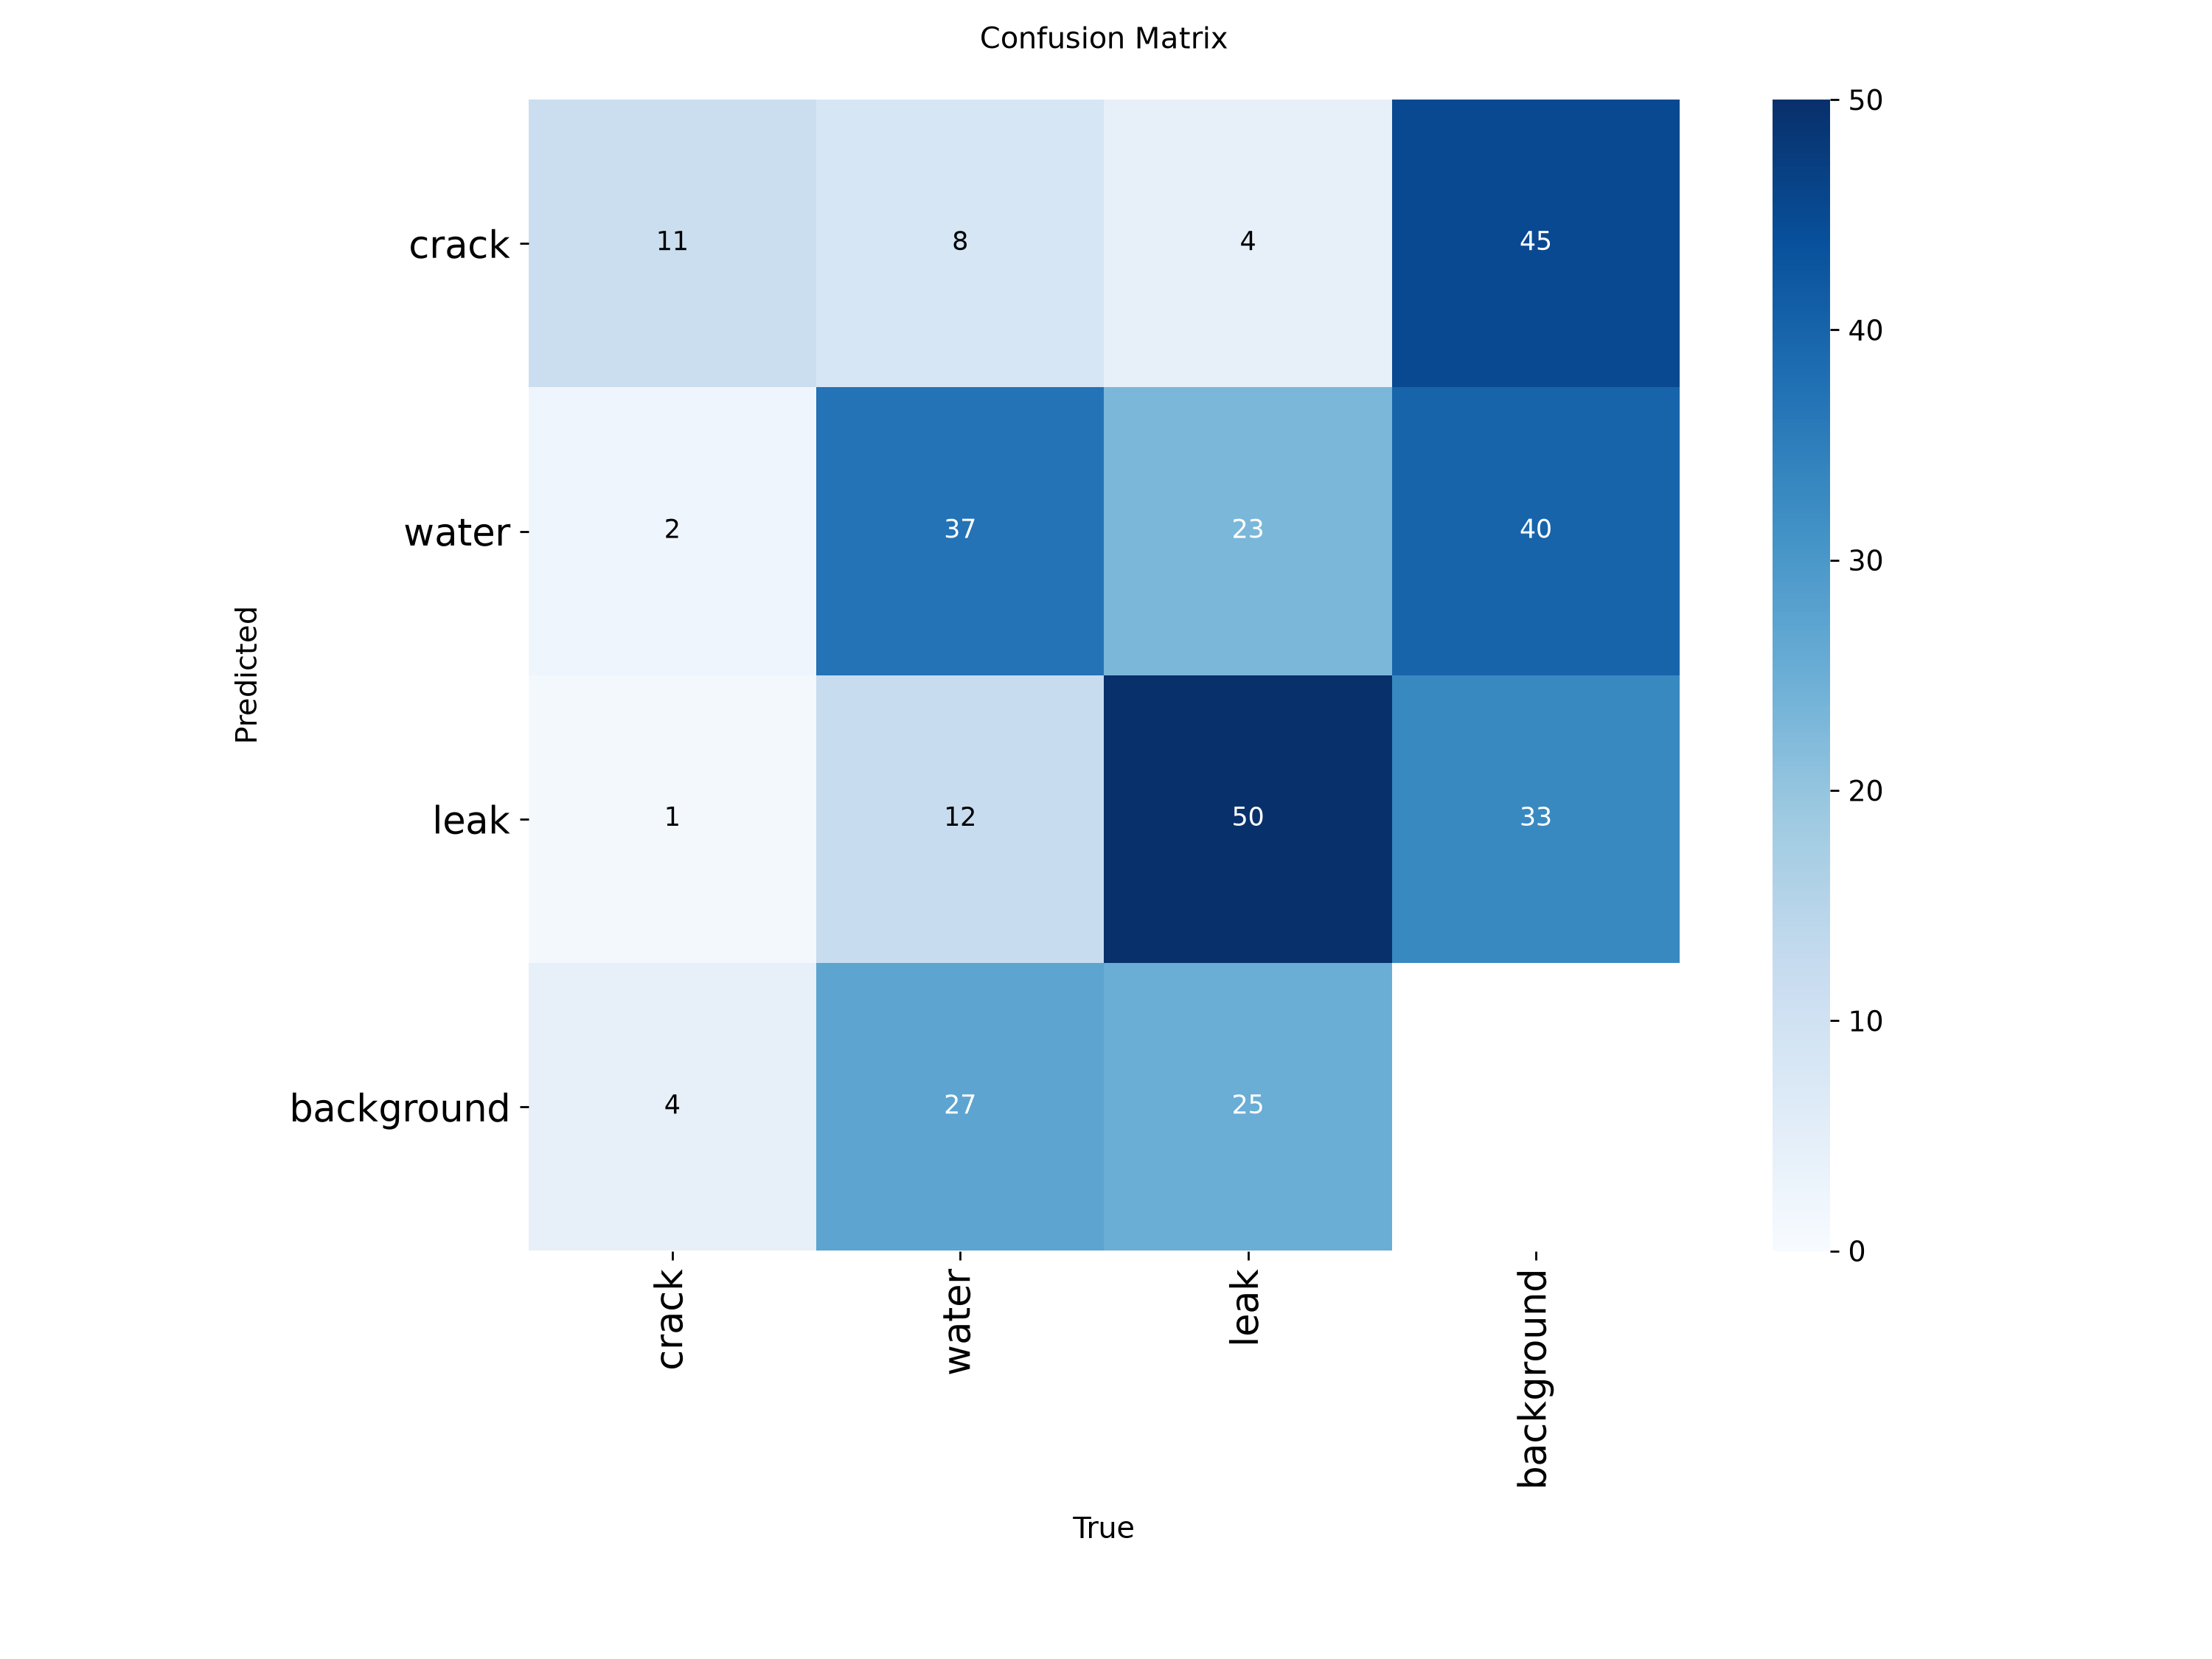 Confusion Matrix
crack 11 8 4 45
water 2 37 23 40
leak 1 12 50 33
background 4 27 25
crack water leak background
Predicted
True
50
40
30
20
10
0